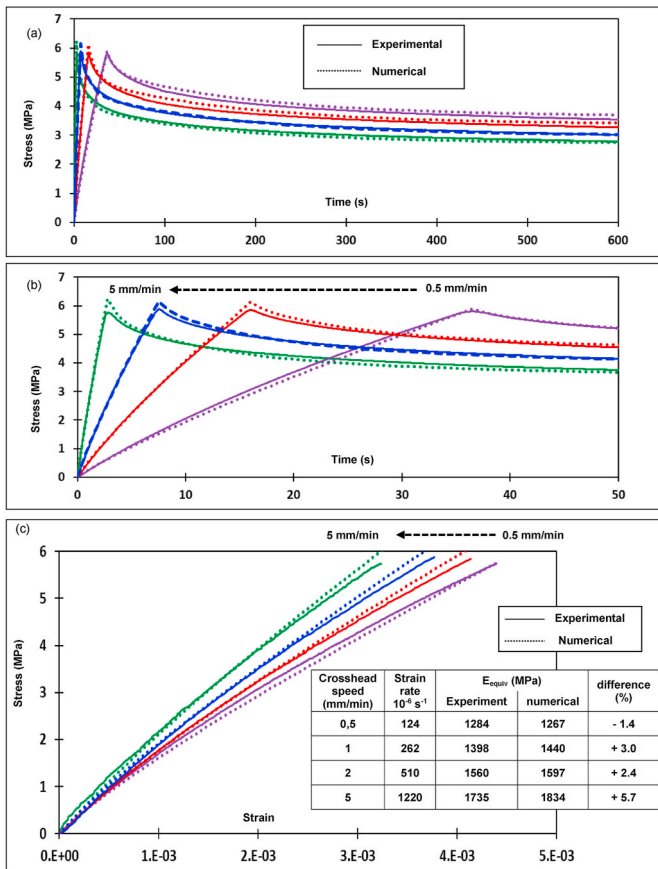 (a)
7
6
5
4
3
2
1
0
Stress (MPa)
Experimental
Numerical
Time (s)
0 100 200 300 400 500 600
(b)
7
6
5
4
3
2
1
0
Stress (MPa)
5 mm/min 0.5 mm/min
Time (s)
0 10 20 30 40 50
(c)
5 mm/min 0.5 mm/min
6
5
4
3
2
1
0
Stress (MPa)
Experimental
Numerical
Crosshead speed (mm/min) Strain rate 10⁻⁶ s⁻¹ Eequiv (MPa) difference (%)
Experiment numerical
0,5 124 1284 1267 - 1.4
1 262 1398 1440 + 3.0
2 510 1560 1597 + 2.4
5 1220 1735 1834 + 5.7
Strain
0.E+00 1.E-03 2.E-03 3.E-03 4.E-03 5.E-03